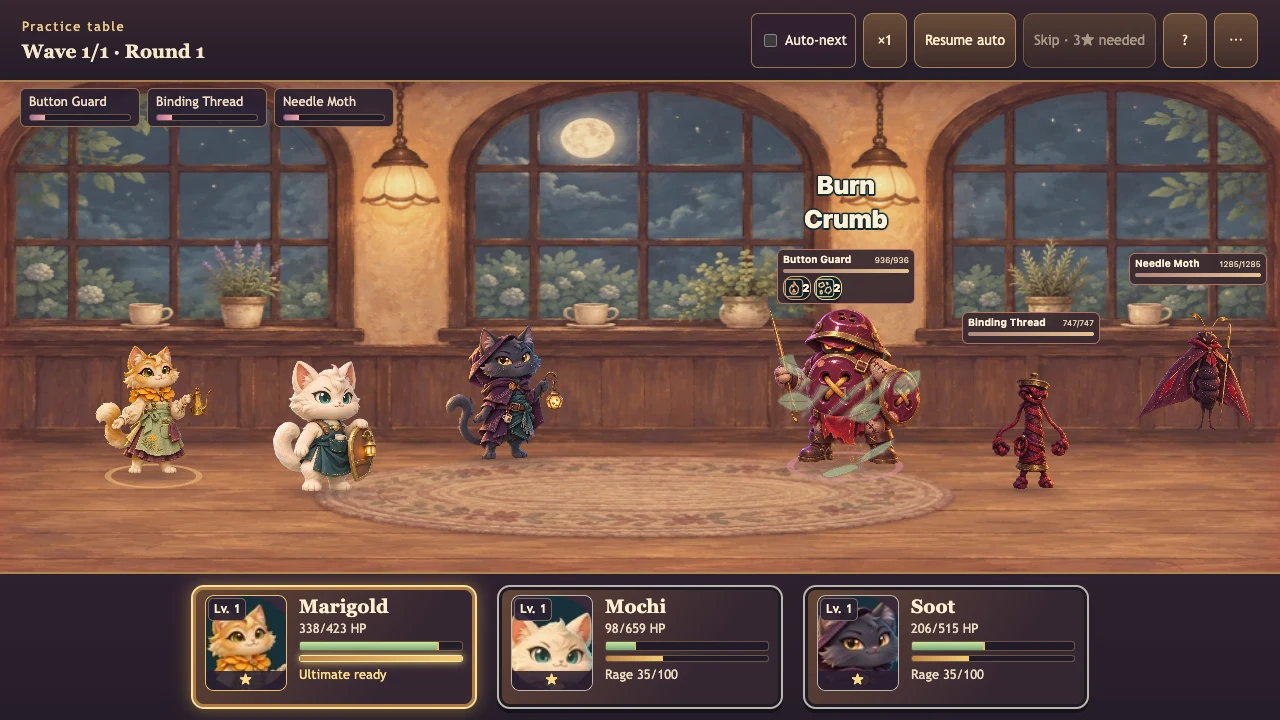 Practice table
Wave 1/1 · Round 1
Auto-next
×1
Resume auto
Skip · 3★ needed
?
···
Button Guard
Binding Thread
Needle Moth
Burn
Crumb
Button Guard 936/936
2 2
Needle Moth 1285/1285
Binding Thread 747/747
Lv. 1
Marigold
338/423 HP
Ultimate ready
Lv. 1
Mochi
98/659 HP
Rage 35/100
Lv. 1
Soot
206/515 HP
Rage 35/100